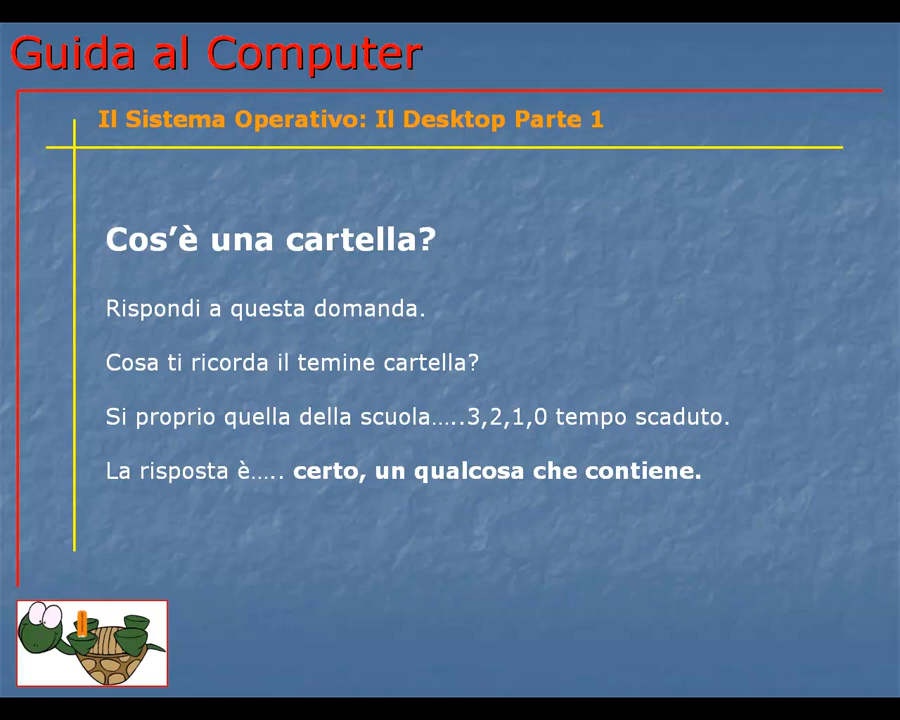 Guida al Computer
Il Sistema Operativo: Il Desktop Parte 1
Cos’è una cartella?
Rispondi a questa domanda.
Cosa ti ricorda il temine cartella?
Si proprio quella della scuola…..3,2,1,0 tempo scaduto.
La risposta è….. certo, un qualcosa che contiene.